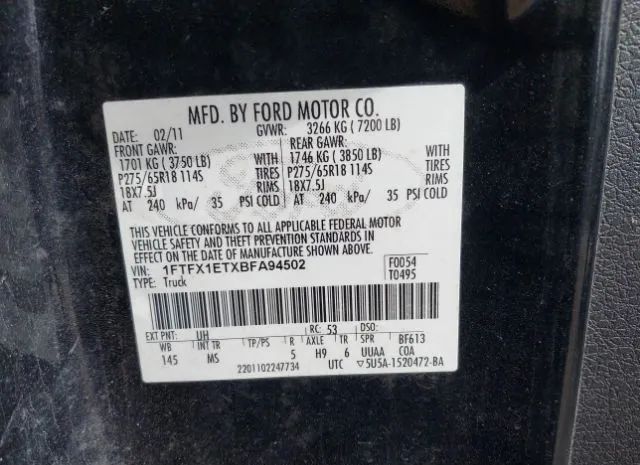 MFD. BY FORD MOTOR CO.
DATE: 02/11 GVWR: 3266 KG ( 7200 LB)
FRONT GAWR: REAR GAWR:
1701 KG ( 3750 LB) WITH 1746 KG ( 3850 LB) WITH
P275/65R18 114S TIRES P275/65R18 114S TIRES
18X7.5J RIMS 18X7.5J RIMS
AT 240 kPa/ 35 PSI COLD AT 240 kPa/ 35 PSI COLD
THIS VEHICLE CONFORMS TO ALL APPLICABLE FEDERAL MOTOR
VEHICLE SAFETY AND THEFT PREVENTION STANDARDS IN
EFFECT ON THE DATE OF MANUFACTURE SHOWN ABOVE.
VIN: 1FTFX1ETXBFA94502 F0054
TYPE: Truck T0495
EXT PNT: UH RC: 53 DSO:
WB INT TR TP/PS R AXLE TR SPR BF613
145 MS 5 H9 6 UUAA COA
2201102247734 UTC ▽5U5A-1520472-BA